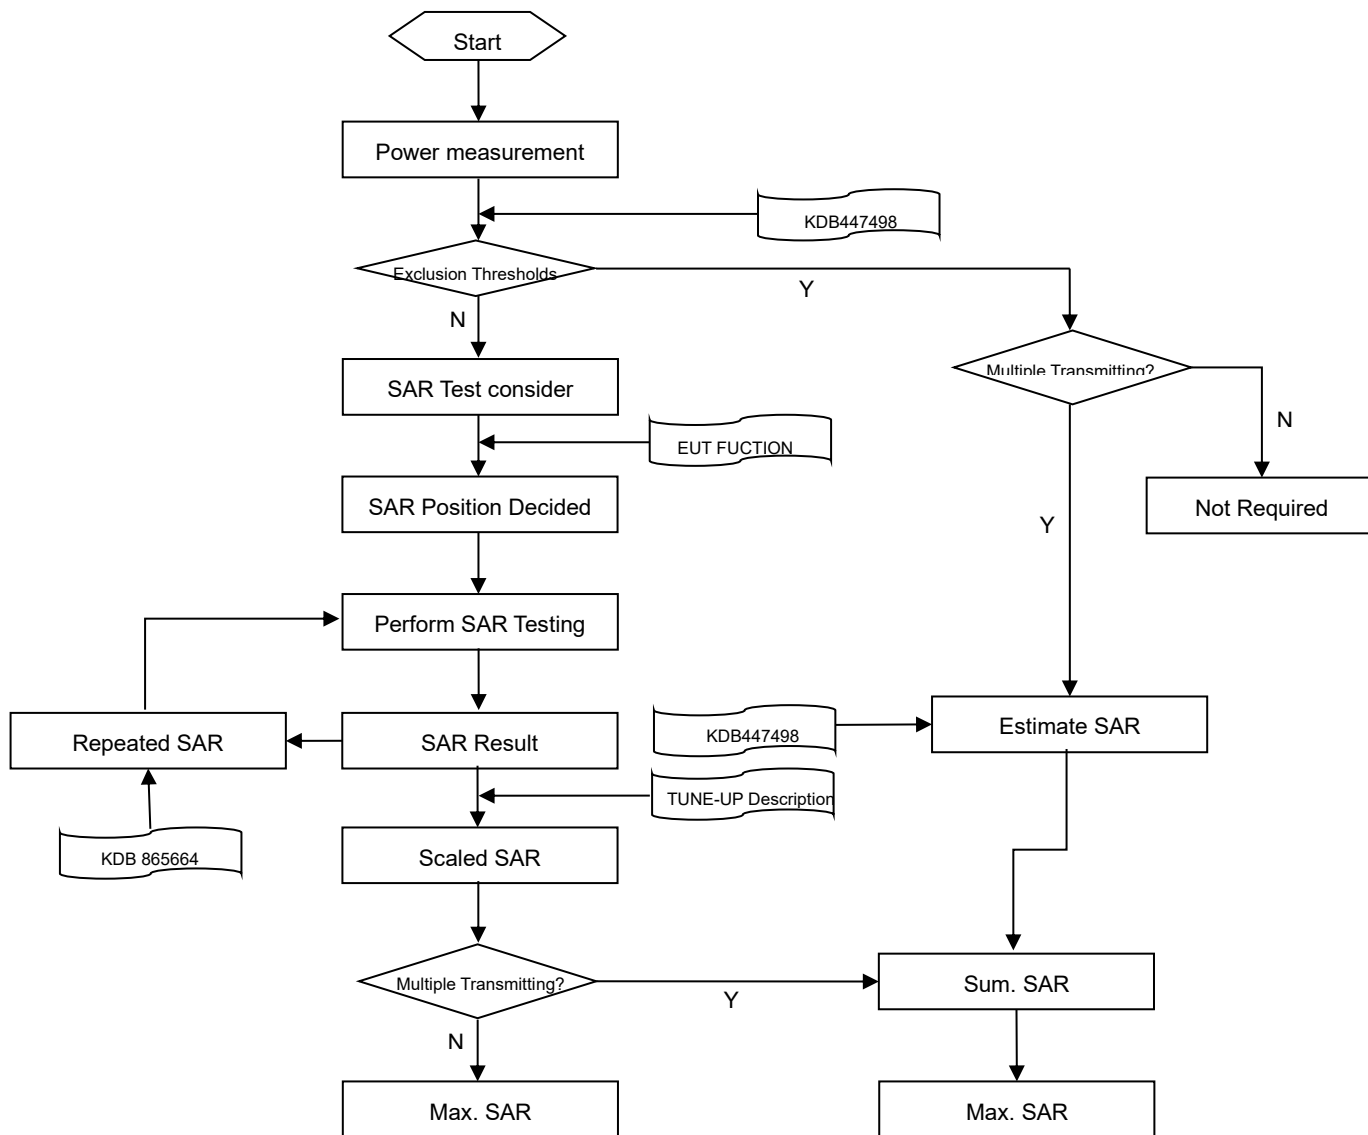 Start
Power measurement
KDB447498
Exclusion Thresholds
Y
N
Multiple Transmitting?
SAR Test consider
N
EUT FUCTION
SAR Position Decided
Not Required
Y
Perform SAR Testing
Repeated SAR
SAR Result
KDB447498
Estimate SAR
TUNE-UP Description
KDB 865664
Scaled SAR
Multiple Transmitting?
Y
Sum. SAR
N
Max. SAR
Max. SAR